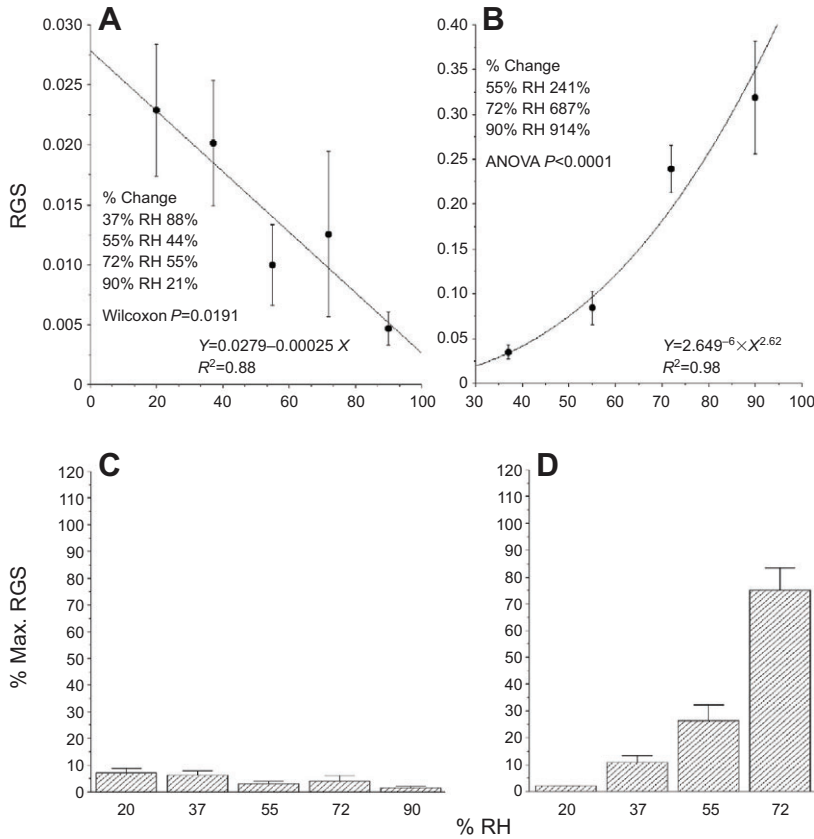 A
0.030
0.025
0.020
0.015
0.010
0.005
0
RGS
% Change
37% RH 88%
55% RH 44%
72% RH 55%
90% RH 21%
Wilcoxon P=0.0191
Y=0.0279–0.00025 X
R²=0.88
0 20 40 60 80 100
B
0.40
0.35
0.30
0.25
0.20
0.15
0.10
0.05
0
% Change
55% RH 241%
72% RH 687%
90% RH 914%
ANOVA P<0.0001
Y=2.649⁻⁶×X²·⁶²
R²=0.98
30 40 50 60 70 80 90 100
C
120
110
100
90
80
70
60
50
40
30
20
10
0
% Max. RGS
20 37 55 72 90
D
120
110
100
90
80
70
60
50
40
30
20
10
0
20 37 55 72
% RH